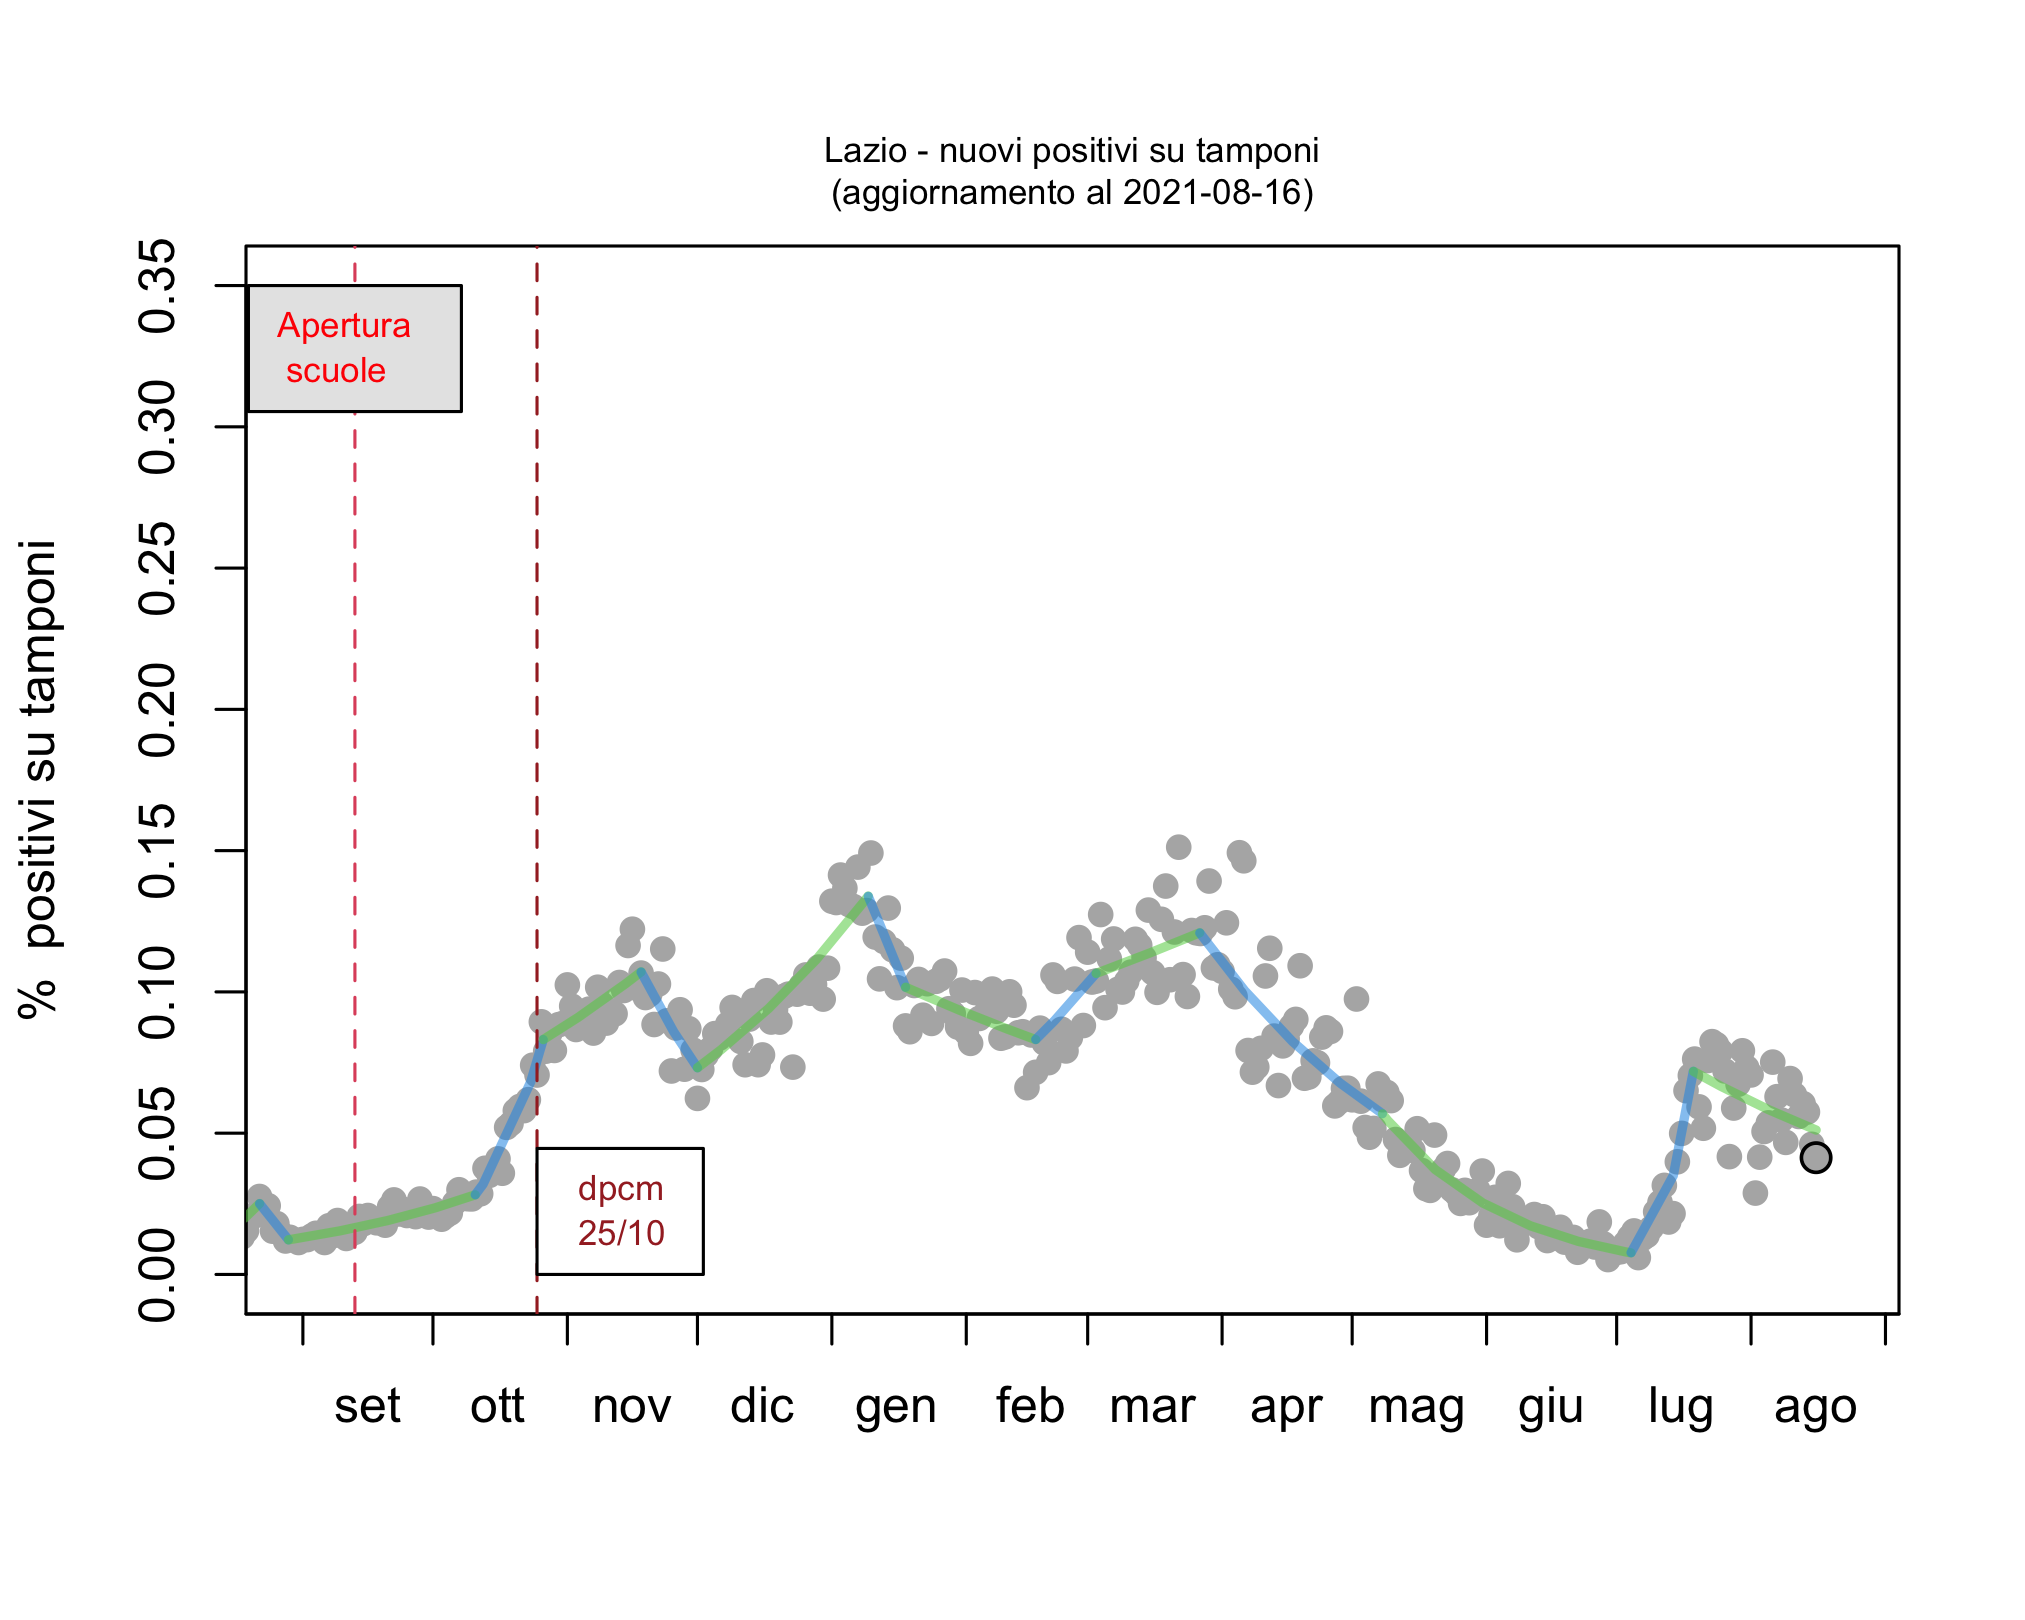 Lazio - nuovi positivi su tamponi
(aggiornamento al 2021-08-16)
% positivi su tamponi
0.35
0.30
0.25
0.20
0.15
0.10
0.05
0.00
Apertura
scuole
dpcm
25/10
set ott nov dic gen feb mar apr mag giu lug ago